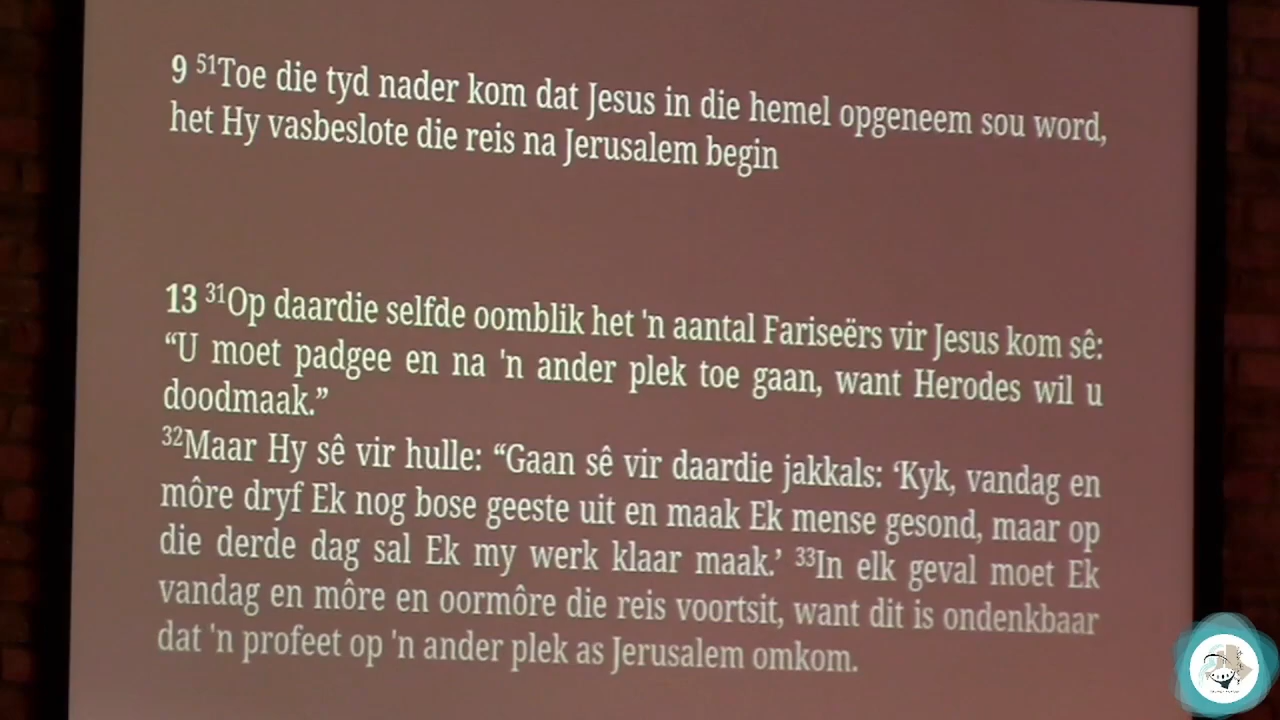 9 51Toe die tyd nader kom dat Jesus in die hemel opgeneem sou word,
het Hy vasbeslote die reis na Jerusalem begin
13 31Op daardie selfde oomblik het 'n aantal Fariseërs vir Jesus kom sê:
“U moet padgee en na 'n ander plek toe gaan, want Herodes wil u
doodmaak.”
32Maar Hy sê vir hulle: “Gaan sê vir daardie jakkals: ‘Kyk, vandag en
môre dryf Ek nog bose geeste uit en maak Ek mense gesond, maar op
die derde dag sal Ek my werk klaar maak.’ 33In elk geval moet Ek
vandag en môre en oormôre die reis voortsit, want dit is ondenkbaar
dat 'n profeet op 'n ander plek as Jerusalem omkom.